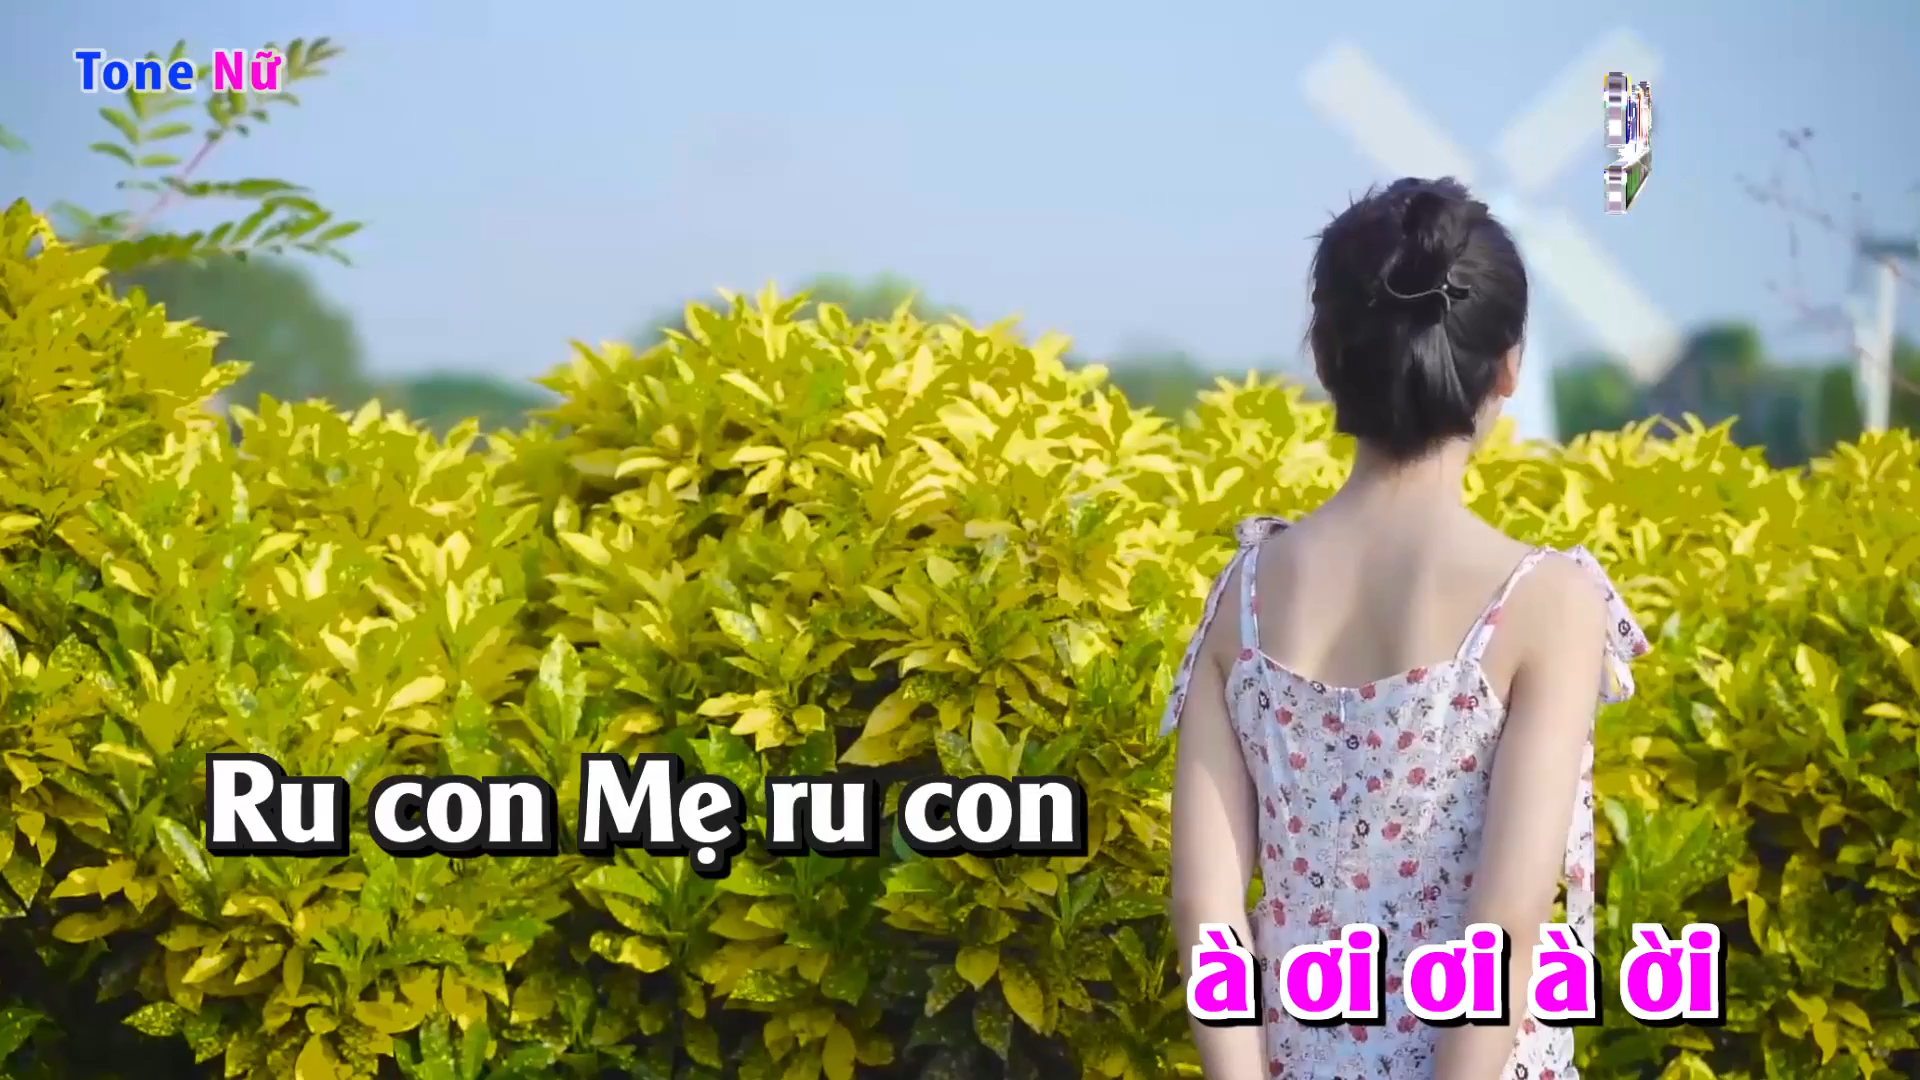 Tone Nữ
Ru con Mẹ ru con
à ơi ơi à ời